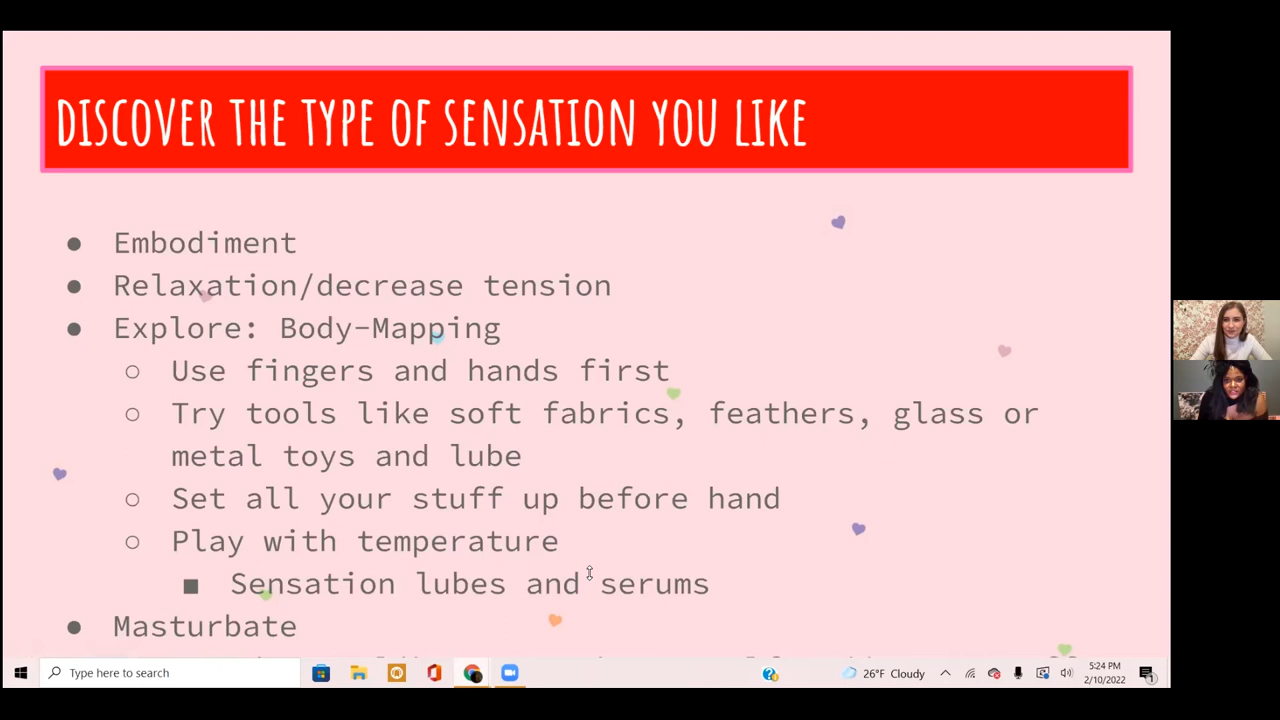 DISCOVER THE TYPE OF SENSATION YOU LIKE
● Embodiment
● Relaxation/decrease tension
● Explore: Body-Mapping
○ Use fingers and hands first
○ Try tools like soft fabrics, feathers, glass or
metal toys and lube
○ Set all your stuff up before hand
○ Play with temperature
■ Sensation lubes and serums
● Masturbate
Type here to search
26°F Cloudy
5:24 PM
2/10/2022
1